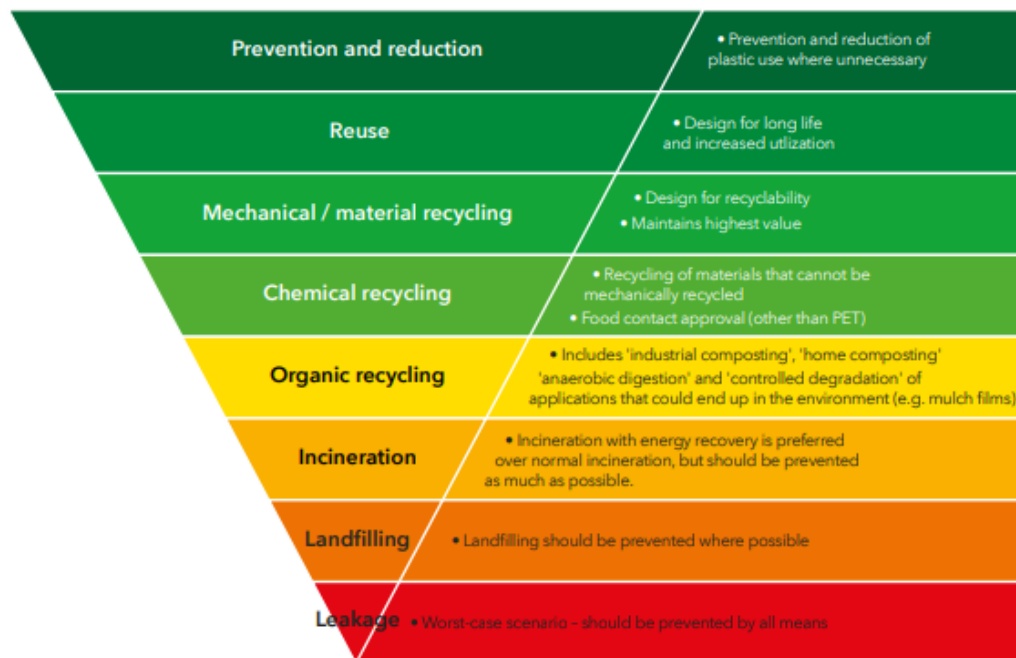 Prevention and reduction
• Prevention and reduction of
plastic use where unnecessary
Reuse
• Design for long life
and increased utlization
Mechanical / material recycling
• Design for recyclability
• Maintains highest value
Chemical recycling
• Recycling of materials that cannot be
mechanically recycled
• Food contact approval (other than PET)
Organic recycling
• Includes 'industrial composting', 'home composting'
'anaerobic digestion' and 'controlled degradation' of
applications that could end up in the environment (e.g. mulch films)
Incineration
• Incineration with energy recovery is preferred
over normal incineration, but should be prevented
as much as possible.
Landfilling
• Landfilling should be prevented where possible
Leakage
• Worst-case scenario – should be prevented by all means